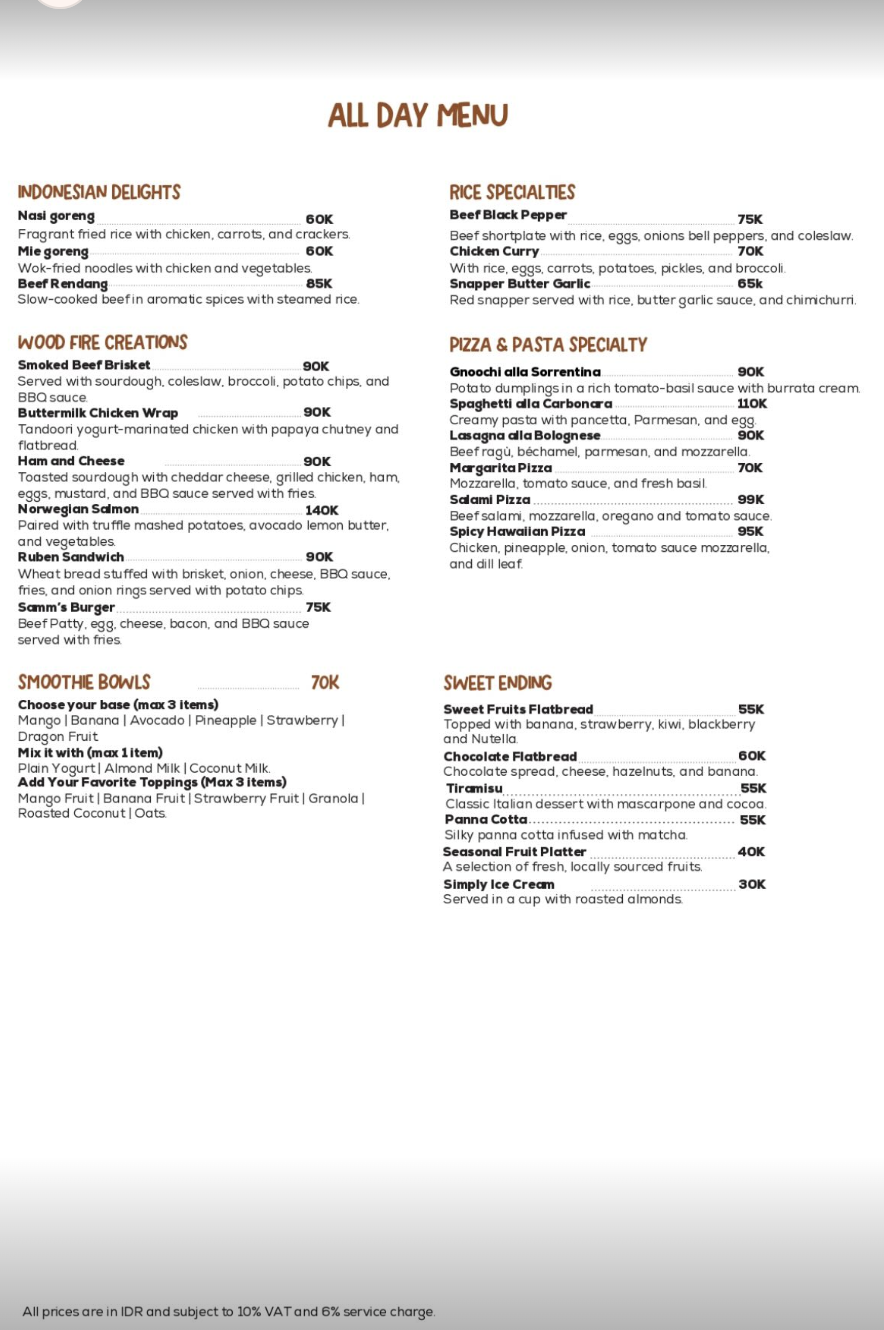 ALL DAY MENU
INDONESIAN DELIGHTS
Nasi goreng 60K
Fragrant fried rice with chicken, carrots, and crackers.
Mie goreng 60K
Wok-fried noodles with chicken and vegetables.
Beef Rendang 85K
Slow-cooked beef in aromatic spices with steamed rice.
WOOD FIRE CREATIONS
Smoked Beef Brisket 90K
Served with sourdough, coleslaw, broccoli, potato chips, and
BBQ sauce.
Buttermilk Chicken Wrap 90K
Tandoori yogurt-marinated chicken with papaya chutney and
flatbread.
Ham and Cheese 90K
Toasted sourdough with cheddar cheese, grilled chicken, ham,
eggs, mustard, and BBQ sauce served with fries.
Norwegian Salmon 140K
Paired with truffle mashed potatoes, avocado lemon butter,
and vegetables.
Ruben Sandwich 90K
Wheat bread stuffed with brisket, onion, cheese, BBQ sauce,
fries, and onion rings served with potato chips.
Samm's Burger 75K
Beef Patty, egg, cheese, bacon, and BBQ sauce
served with fries.
SMOOTHIE BOWLS 70K
Choose your base (max 3 items)
Mango | Banana | Avocado | Pineapple | Strawberry |
Dragon Fruit.
Mix it with (max 1 item)
Plain Yogurt | Almond Milk | Coconut Milk.
Add Your Favorite Toppings (Max 3 items)
Mango Fruit | Banana Fruit | Strawberry Fruit | Granola |
Roasted Coconut | Oats.
RICE SPECIALTIES
Beef Black Pepper 75K
Beef shortplate with rice, eggs, onions bell peppers, and coleslaw.
Chicken Curry 70K
With rice, eggs, carrots, potatoes, pickles, and broccoli.
Snapper Butter Garlic 65k
Red snapper served with rice, butter garlic sauce, and chimichurri.
PIZZA & PASTA SPECIALTY
Gnoochi alla Sorrentina 90K
Potato dumplings in a rich tomato-basil sauce with burrata cream.
Spaghetti alla Carbonara 110K
Creamy pasta with pancetta, Parmesan, and egg.
Lasagna alla Bolognese 90K
Beef ragù, béchamel, parmesan, and mozzarella.
Margarita Pizza 70K
Mozzarella, tomato sauce, and fresh basil.
Salami Pizza 99K
Beef salami, mozzarella, oregano and tomato sauce.
Spicy Hawaiian Pizza 95K
Chicken, pineapple, onion, tomato sauce mozzarella,
and dill leaf.
SWEET ENDING
Sweet Fruits Flatbread 55K
Topped with banana, strawberry, kiwi, blackberry
and Nutella.
Chocolate Flatbread 60K
Chocolate spread, cheese, hazelnuts, and banana.
Tiramisu 55K
Classic Italian dessert with mascarpone and cocoa.
Panna Cotta 55K
Silky panna cotta infused with matcha.
Seasonal Fruit Platter 40K
A selection of fresh, locally sourced fruits.
Simply Ice Cream 30K
Served in a cup with roasted almonds.
All prices are in IDR and subject to 10% VAT and 6% service charge.